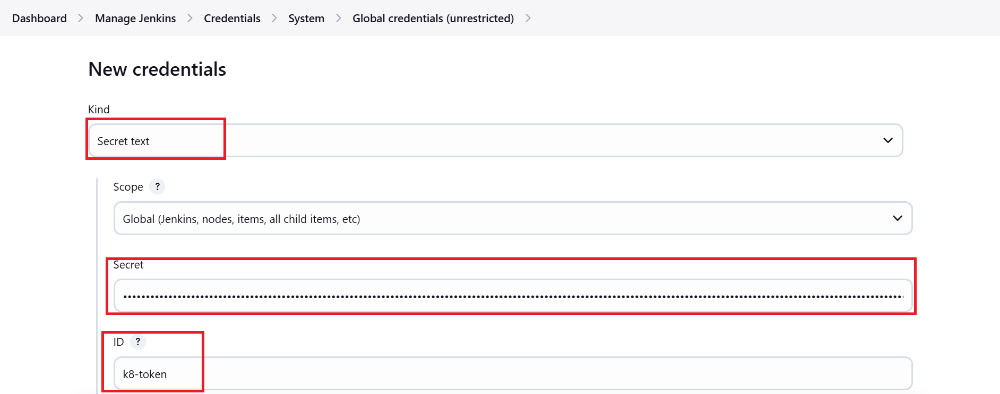 Dashboard > Manage Jenkins > Credentials > System > Global credentials (unrestricted) >
New credentials
Kind
Secret text
Scope ?
Global (Jenkins, nodes, items, all child items, etc)
Secret
ID ?
k8-token